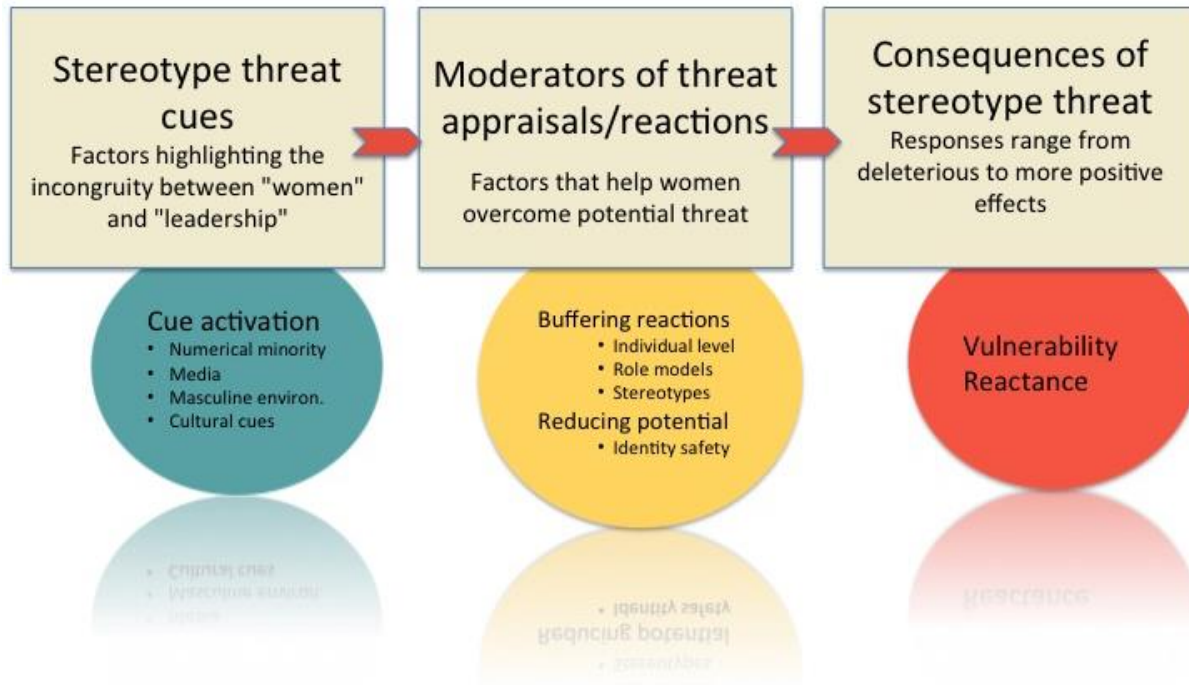 Stereotype threat
cues
Factors highlighting the
incongruity between "women"
and "leadership"
Moderators of threat
appraisals/reactions
Factors that help women
overcome potential threat
Consequences of
stereotype threat
Responses range from
deleterious to more positive
effects
Cue activation
• Numerical minority
• Media
• Masculine environ.
• Cultural cues
Buffering reactions
• Individual level
• Role models
• Stereotypes
Reducing potential
• Identity safety
Vulnerability
Reactance